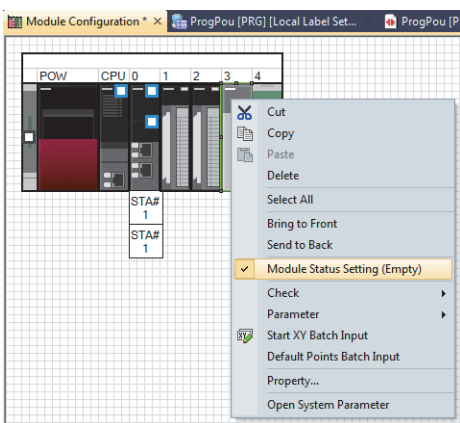 Module Configuration * × ProgPou [PRG] [Local Label Set... × ProgPou [P
POW CPU 0 1 2 3 4
STA#
1
STA#
1
Cut
Copy
Paste
Delete
Select All
Bring to Front
Send to Back
Module Status Setting (Empty)
Check
Parameter
Start XY Batch Input
Default Points Batch Input
Property...
Open System Parameter